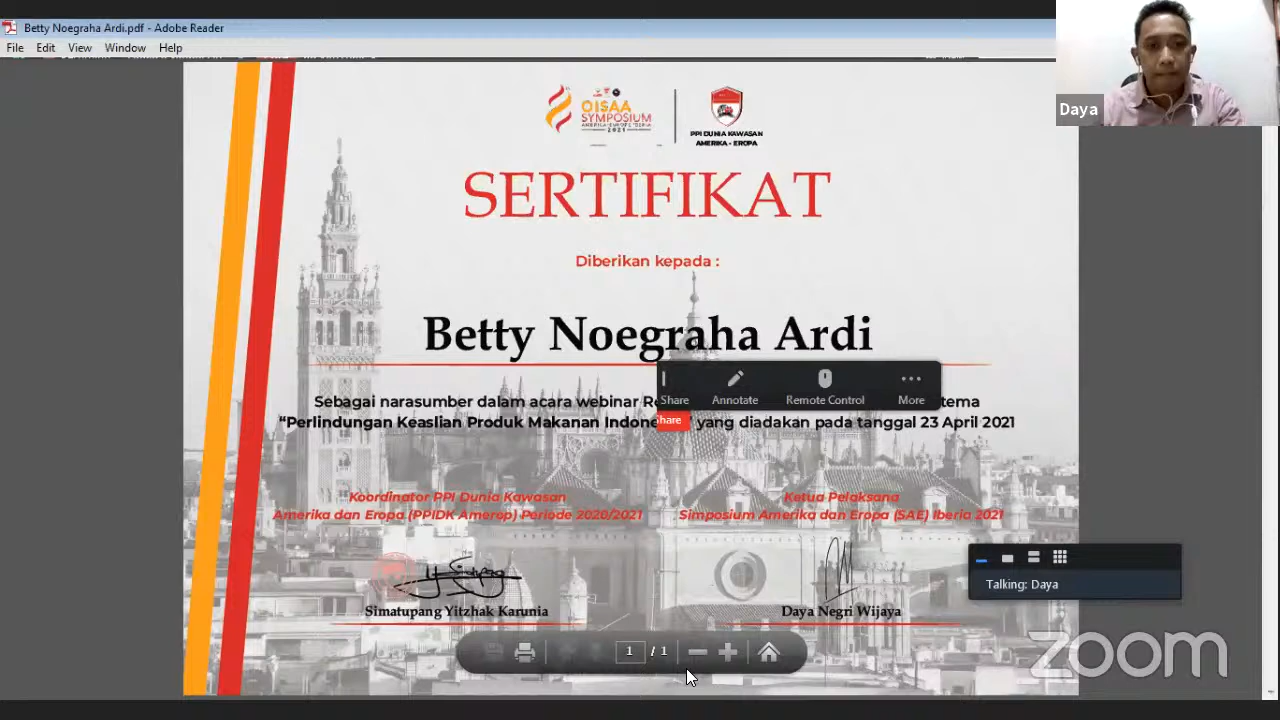 Betty Noegraha Ardi.pdf - Adobe Reader
File Edit View Window Help
Daya
OISAA
SYMPOSIUM
AMERIKA-EROPA
2021
PPI DUNIA KAWASAN
AMERIKA - EROPA
SERTIFIKAT
Diberikan kepada :
Betty Noegraha Ardi
Share Annotate Remote Control More
Sebagai narasumber dalam acara webinar tema
Share
“Perlindungan Keaslian Produk Makanan yang diadakan pada tanggal 23 April 2021
Koordinator PPI Dunia Kawasan
Amerika dan Eropa (PPIDK Amerop) Periode 2020/2021
Ketua Pelaksana
Simposium Amerika dan Eropa (SAE) Iberia 2021
Talking: Daya
Simatupang Yitzhak Karunia
Daya Negri Wijaya
1 / 1
zoom